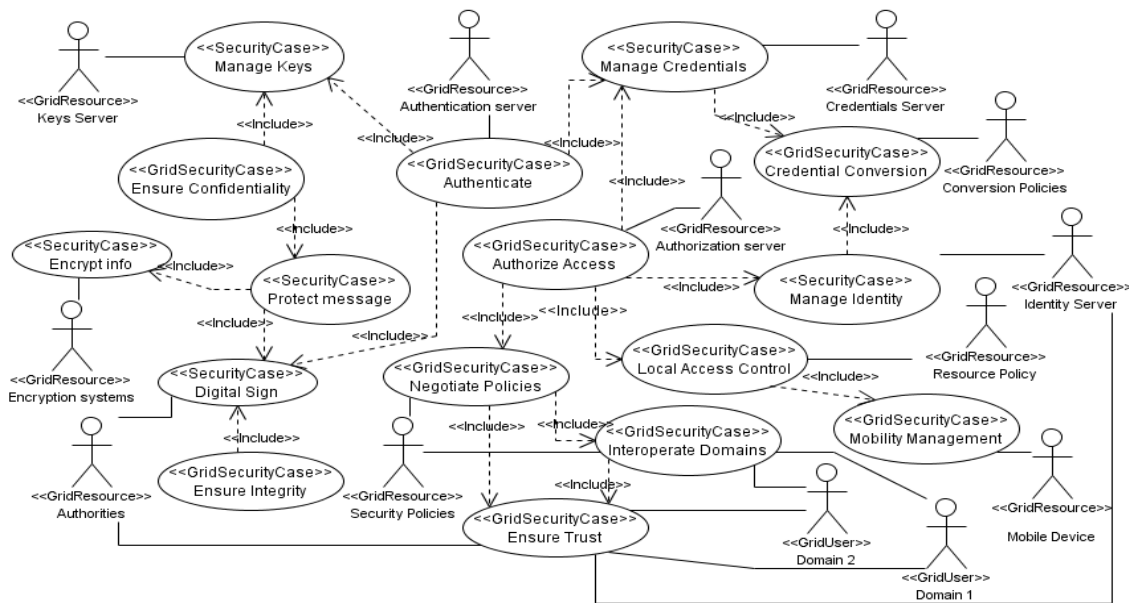 <<SecurityCase>>
Manage Keys
<<GridResource>>
Keys Server
<<GridResource>>
Authentication server
<<SecurityCase>>
Manage Credentials
<<GridResource>>
Credentials Server
<<Include>>
<<Include>>
<<Include>>
<<Include>>
<<GridSecurityCase>>
Ensure Confidentiality
<<GridSecurityCase>>
Authenticate
<<GridSecurityCase>>
Credential Conversion
<<GridResource>>
Conversion Policies
<<Include>>
<<Include>>
<<Include>>
<<SecurityCase>>
Encrypt info
<<Include>>
<<SecurityCase>>
Protect message
<<GridSecurityCase>>
Authorize Access
<<GridResource>>
Authorization server
<<Include>>
<<SecurityCase>>
Manage Identity
<<GridResource>>
Identity Server
<<Include>>
<<Include>>
<<Include>>
<<Include>>
<<GridResource>>
Encryption systems
<<SecurityCase>>
Digital Sign
<<GridSecurityCase>>
Negotiate Policies
<<GridSecurityCase>>
Local Access Control
<<GridResource>>
Resource Policy
<<Include>>
<<GridSecurityCase>>
Mobility Management
<<Include>>
<<Include>>
<<Include>>
<<GridSecurityCase>>
Interoperate Domains
<<GridSecurityCase>>
Ensure Integrity
<<GridResource>>
Authorities
<<GridResource>>
Security Policies
<<Include>>
<<GridSecurityCase>>
Ensure Trust
<<GridUser>>
Domain 2
<<GridUser>>
Domain 1
<<GridResource>>
Mobile Device